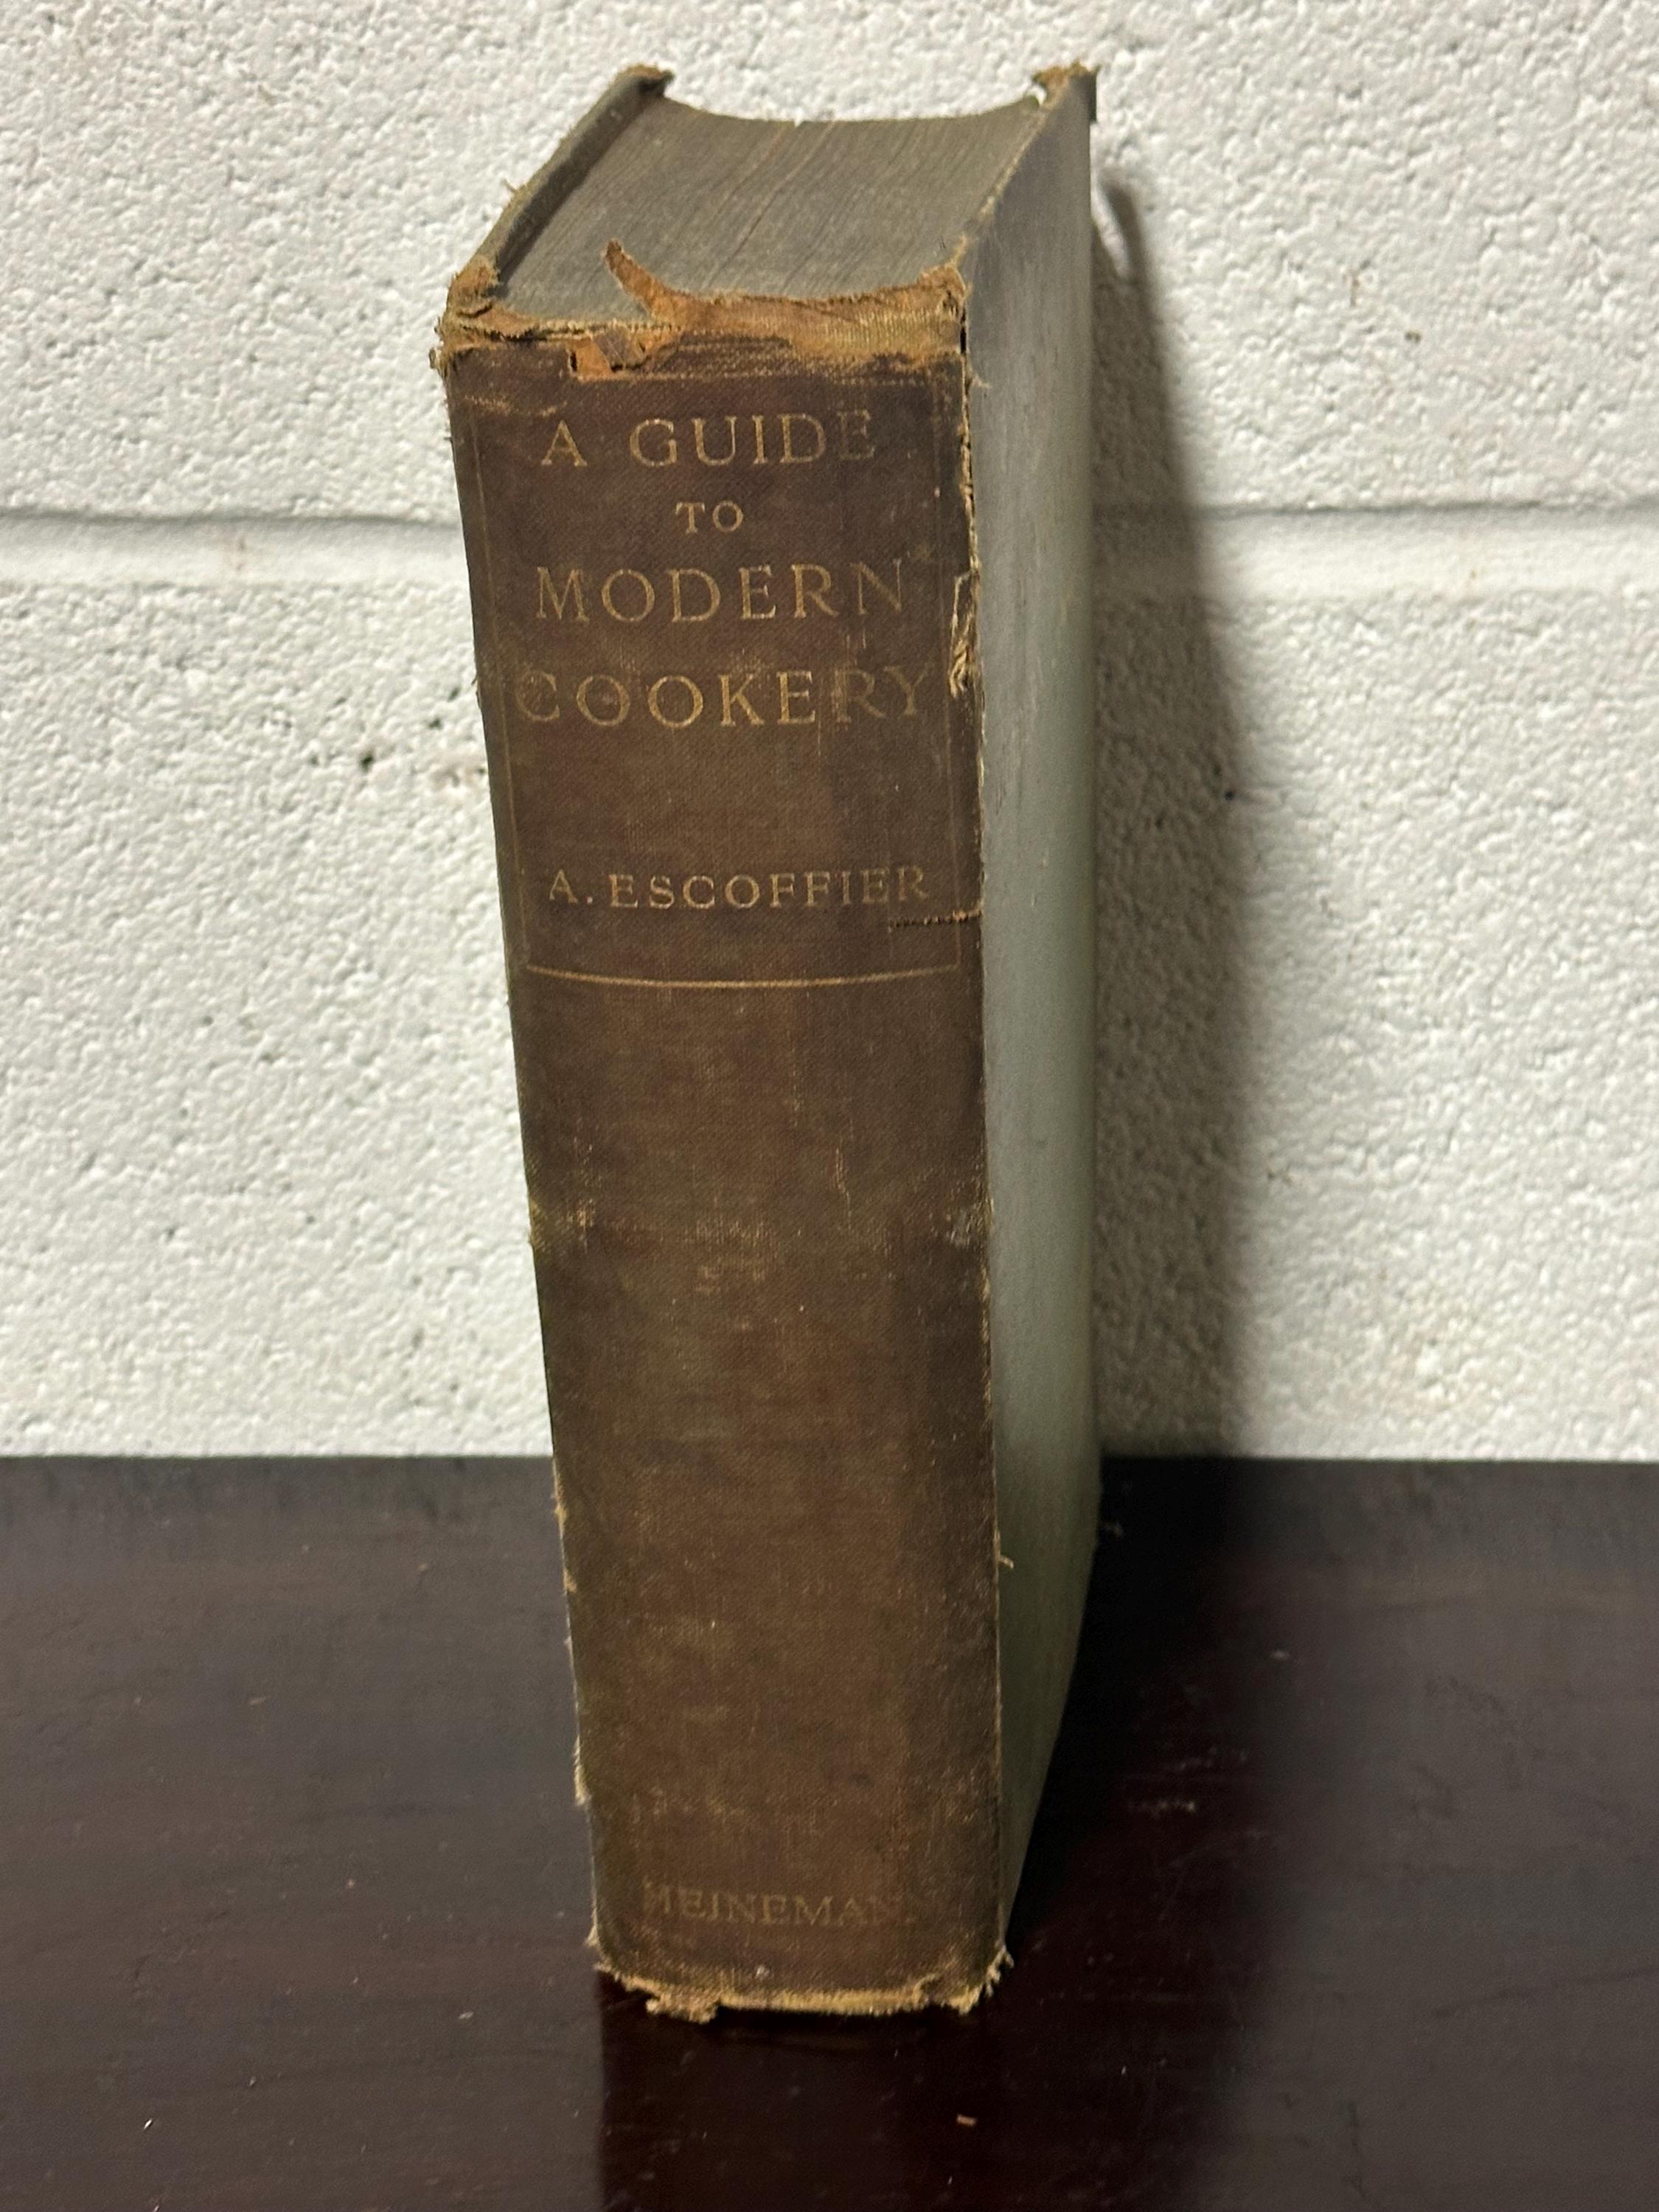 A GUIDE
TO
MODERN
COOKERY
A. ESCOFFIER
HEINEMANN